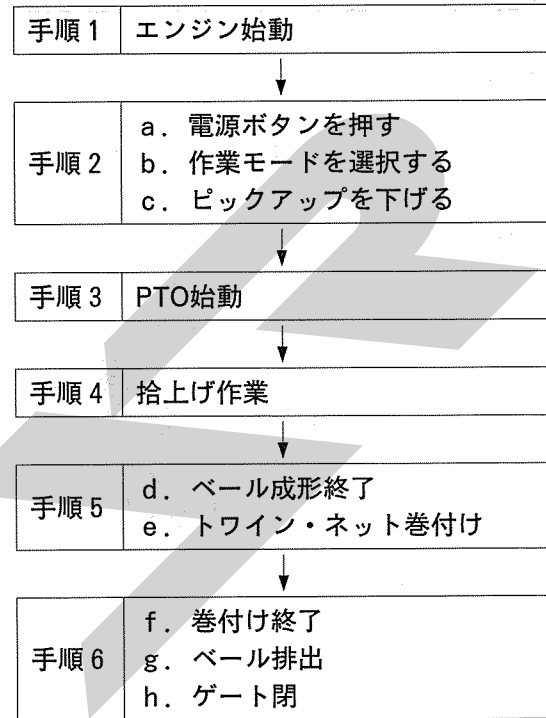 手順1 エンジン始動
a. 電源ボタンを押す
手順2 b. 作業モードを選択する
c. ピックアップを下げる
手順3 PTO始動
手順4 拾上げ作業
d. ベール成形終了
手順5
e. トワイン・ネット巻付け
f. 巻付け終了
手順6 g. ベール排出
h. ゲート閉